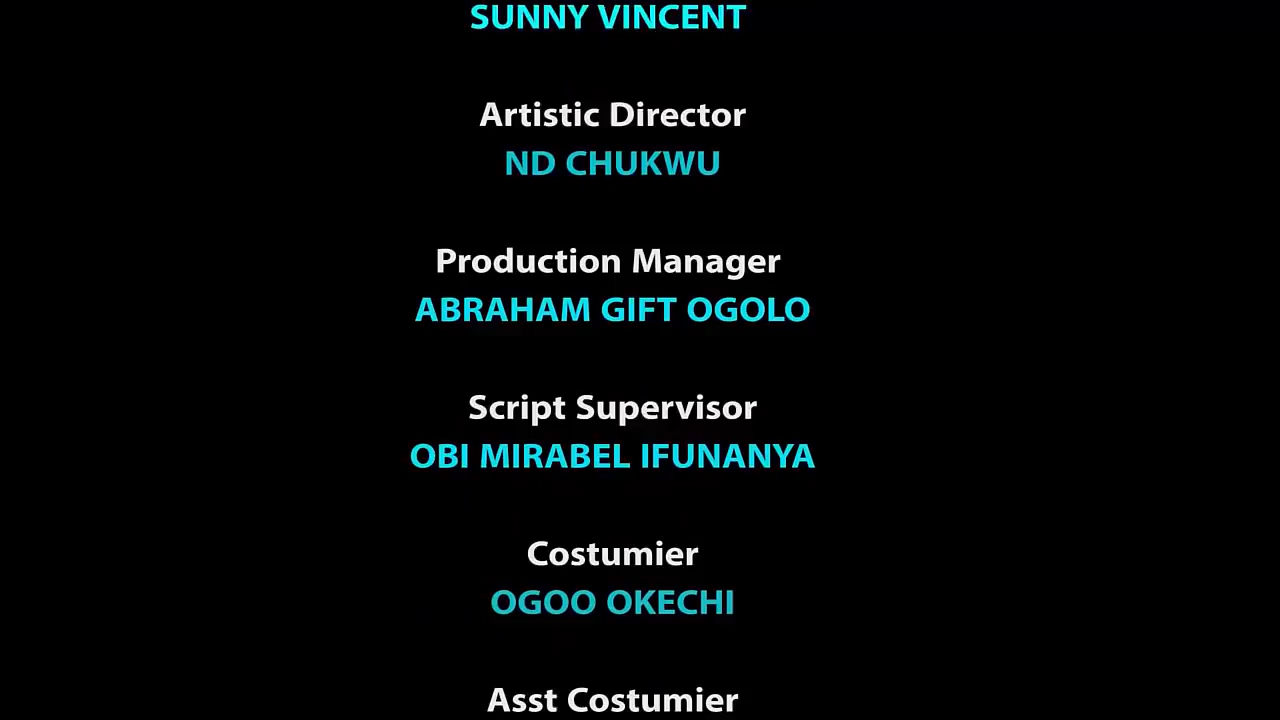 SUNNY VINCENT
Artistic Director
ND CHUKWU
Production Manager
ABRAHAM GIFT OGOLO
Script Supervisor
OBI MIRABEL IFUNANYA
Costumier
OGOO OKECHI
Asst Costumier